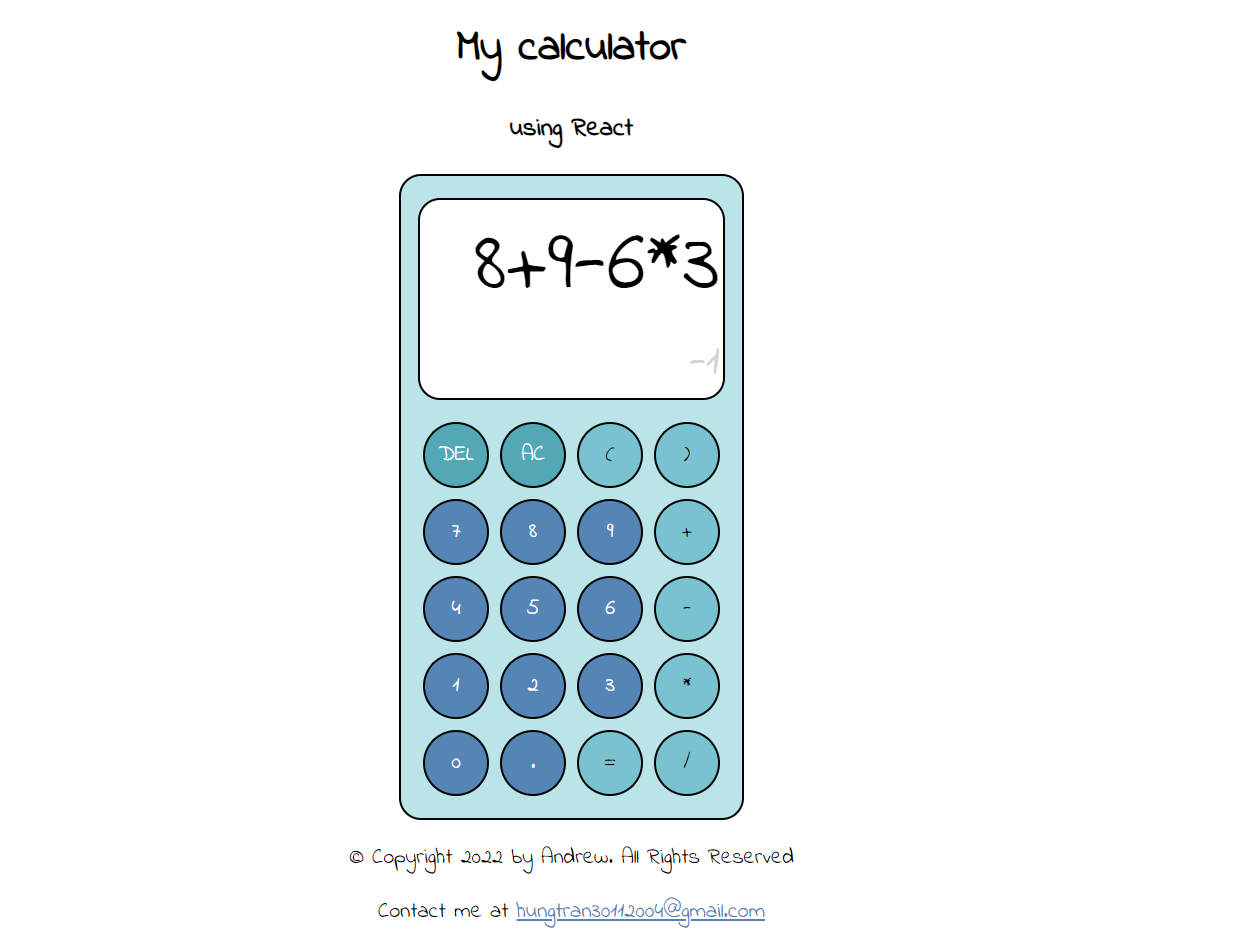 My calculator
using React
8+9-6*3
-1
DEL AC ( )
7 8 9 +
4 5 6 -
1 2 3 *
0 . = /
© Copyright 2022 by Andrew. All Rights Reserved
Contact me at hungtran30112004@gmail.com